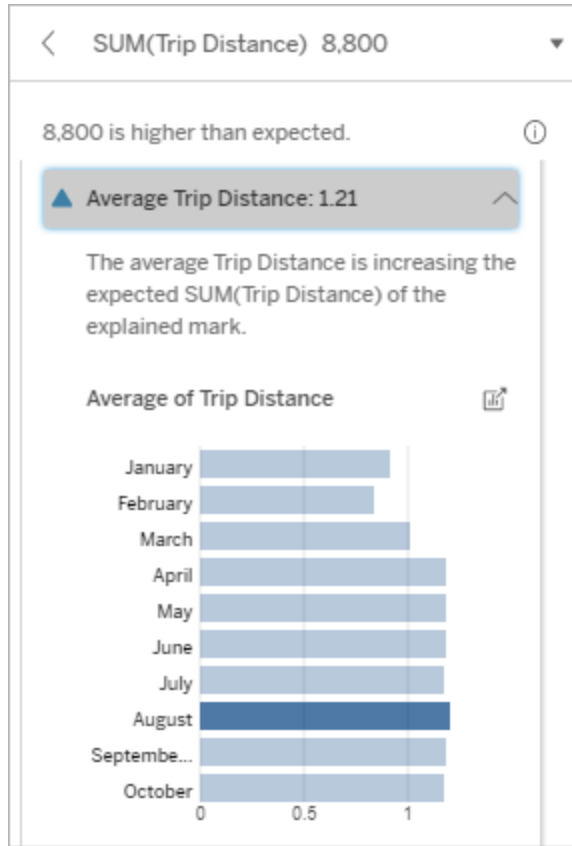 SUM(Trip Distance) 8,800
8,800 is higher than expected.
Average Trip Distance: 1.21
The average Trip Distance is increasing the
expected SUM(Trip Distance) of the
explained mark.
Average of Trip Distance
January
February
March
April
May
June
July
August
Septembe...
October
0 0.5 1